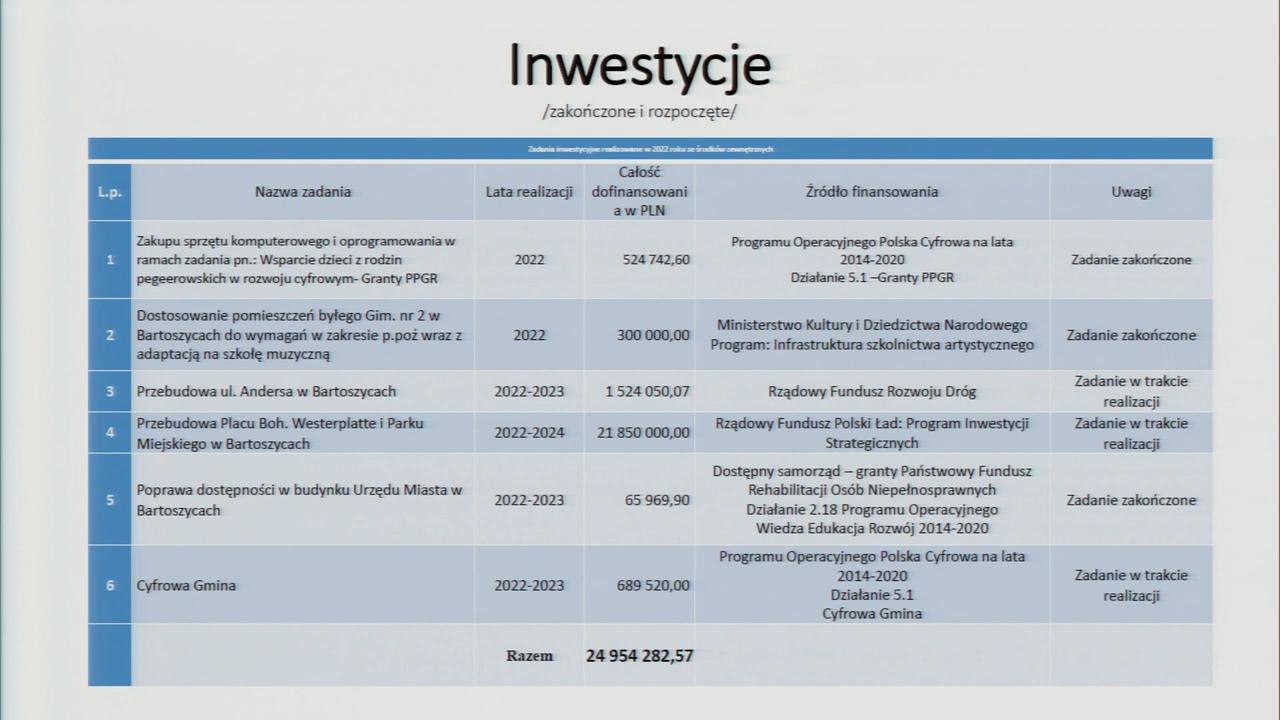 Inwestycje
/zakończone i rozpoczęte/
Zadania inwestycyjne realizowane w 2022 roku ze środków zewnętrznych
L.p.
Nazwa zadania
Lata realizacji
Całość
dofinansowani
a w PLN
Źródło finansowania
Uwagi
1
Zakupu sprzętu komputerowego i oprogramowania w
ramach zadania pn.: Wsparcie dzieci z rodzin
pegeerowskich w rozwoju cyfrowym- Granty PPGR
2022
524 742,60
Programu Operacyjnego Polska Cyfrowa na lata
2014-2020
Działanie 5.1 –Granty PPGR
Zadanie zakończone
2
Dostosowanie pomieszczeń byłego Gim. nr 2 w
Bartoszycach do wymagań w zakresie p.poż wraz z
adaptacją na szkołę muzyczną
2022
300 000,00
Ministerstwo Kultury i Dziedzictwa Narodowego
Program: Infrastruktura szkolnictwa artystycznego
Zadanie zakończone
3
Przebudowa ul. Andersa w Bartoszycach
2022-2023
1 524 050,07
Rządowy Fundusz Rozwoju Dróg
Zadanie w trakcie
realizacji
4
Przebudowa Placu Boh. Westerplatte i Parku
Miejskiego w Bartoszycach
2022-2024
21 850 000,00
Rządowy Fundusz Polski Ład: Program Inwestycji
Strategicznych
Zadanie w trakcie
realizacji
5
Poprawa dostępności w budynku Urzędu Miasta w
Bartoszycach
2022-2023
65 969,90
Dostępny samorząd – granty Państwowy Fundusz
Rehabilitacji Osób Niepełnosprawnych
Działanie 2.18 Programu Operacyjnego
Wiedza Edukacja Rozwój 2014-2020
Zadanie zakończone
6
Cyfrowa Gmina
2022-2023
689 520,00
Programu Operacyjnego Polska Cyfrowa na lata
2014-2020
Działanie 5.1
Cyfrowa Gmina
Zadanie w trakcie
realizacji
Razem
24 954 282,57